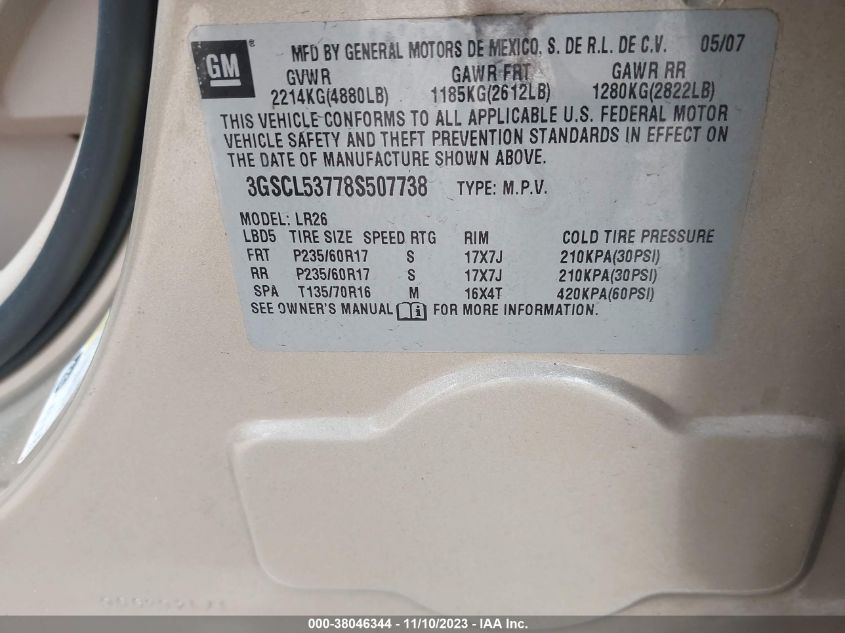 GM ® MFD BY GENERAL MOTORS DE MEXICO, S. DE R.L. DE C.V. 05/07
GVWR GAWR FRT GAWR RR
2214KG(4880LB) 1185KG(2612LB) 1280KG(2822LB)
THIS VEHICLE CONFORMS TO ALL APPLICABLE U.S. FEDERAL MOTOR
VEHICLE SAFETY AND THEFT PREVENTION STANDARDS IN EFFECT ON
THE DATE OF MANUFACTURE SHOWN ABOVE.
3GSCL53778S507738 TYPE: M.P.V.
MODEL: LR26
LBD5 TIRE SIZE SPEED RTG RIM COLD TIRE PRESSURE
FRT P235/60R17 S 17X7J 210KPA(30PSI)
RR P235/60R17 S 17X7J 210KPA(30PSI)
SPA T135/70R16 M 16X4T 420KPA(60PSI)
SEE OWNER'S MANUAL FOR MORE INFORMATION.
000-38046344 - 11/10/2023 - IAA Inc.